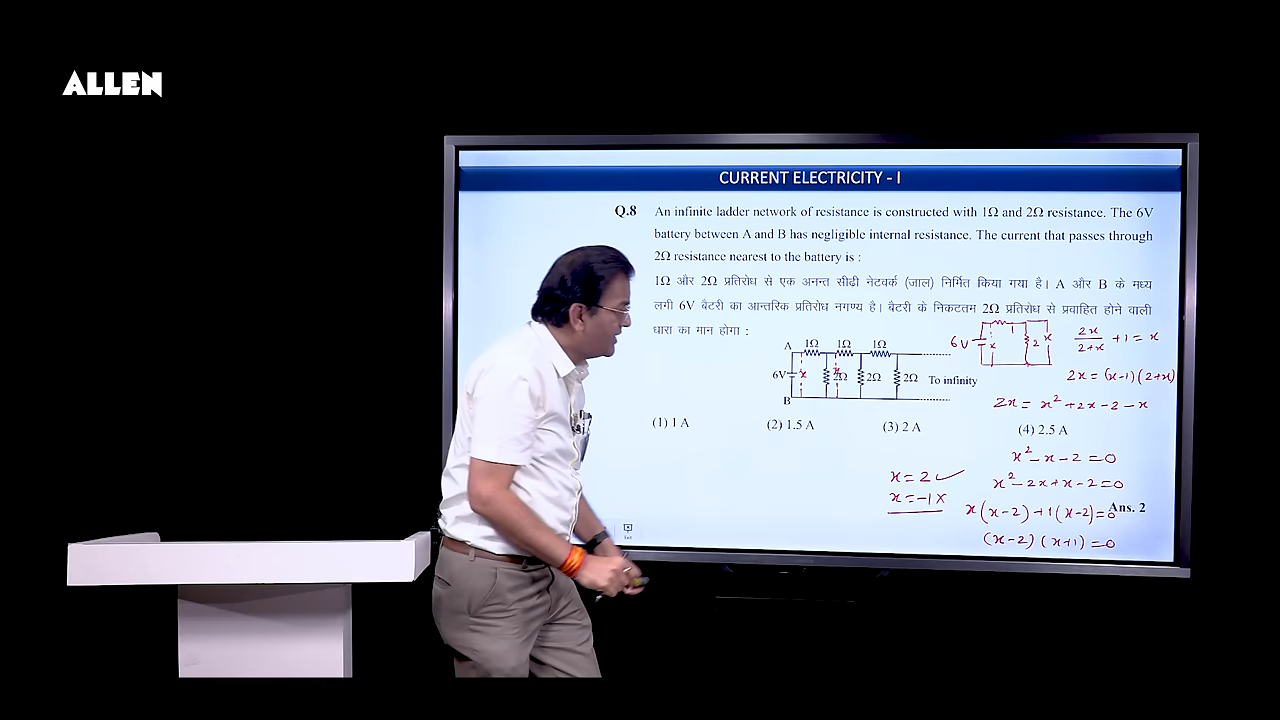 ALLEN
CURRENT ELECTRICITY - I
Q.8 An infinite ladder network of resistance is constructed with 1Ω and 2Ω resistance. The 6V
battery between A and B has negligible internal resistance. The current that passes through
2Ω resistance nearest to the battery is :
1Ω और 2Ω प्रतिरोध से एक अनन्त सीढी नेटवर्क (जाल) निर्मित किया गया है। A और B के मध्य
लगी 6V बैटरी का आन्तरिक प्रतिरोध नगण्य है। बैटरी के निकटतम 2Ω प्रतिरोध से प्रवाहित होने वाली
धारा का मान होगा :
A 1Ω 1Ω 1Ω
6V x x 2Ω 2Ω 2Ω To infinity
B
6V x 1 2 x
2x/2+x + 1 = x
2x = (x-1)(2+x)
2x = x² + 2x - 2 - x
(1) 1 A (2) 1.5 A (3) 2 A (4) 2.5 A
x² - x - 2 = 0
x² - 2x + x - 2 = 0
x(x-2) + 1(x-2) = 0
(x-2)(x+1) = 0
x = 2 ✓
x = -1 ×
Ans. 2